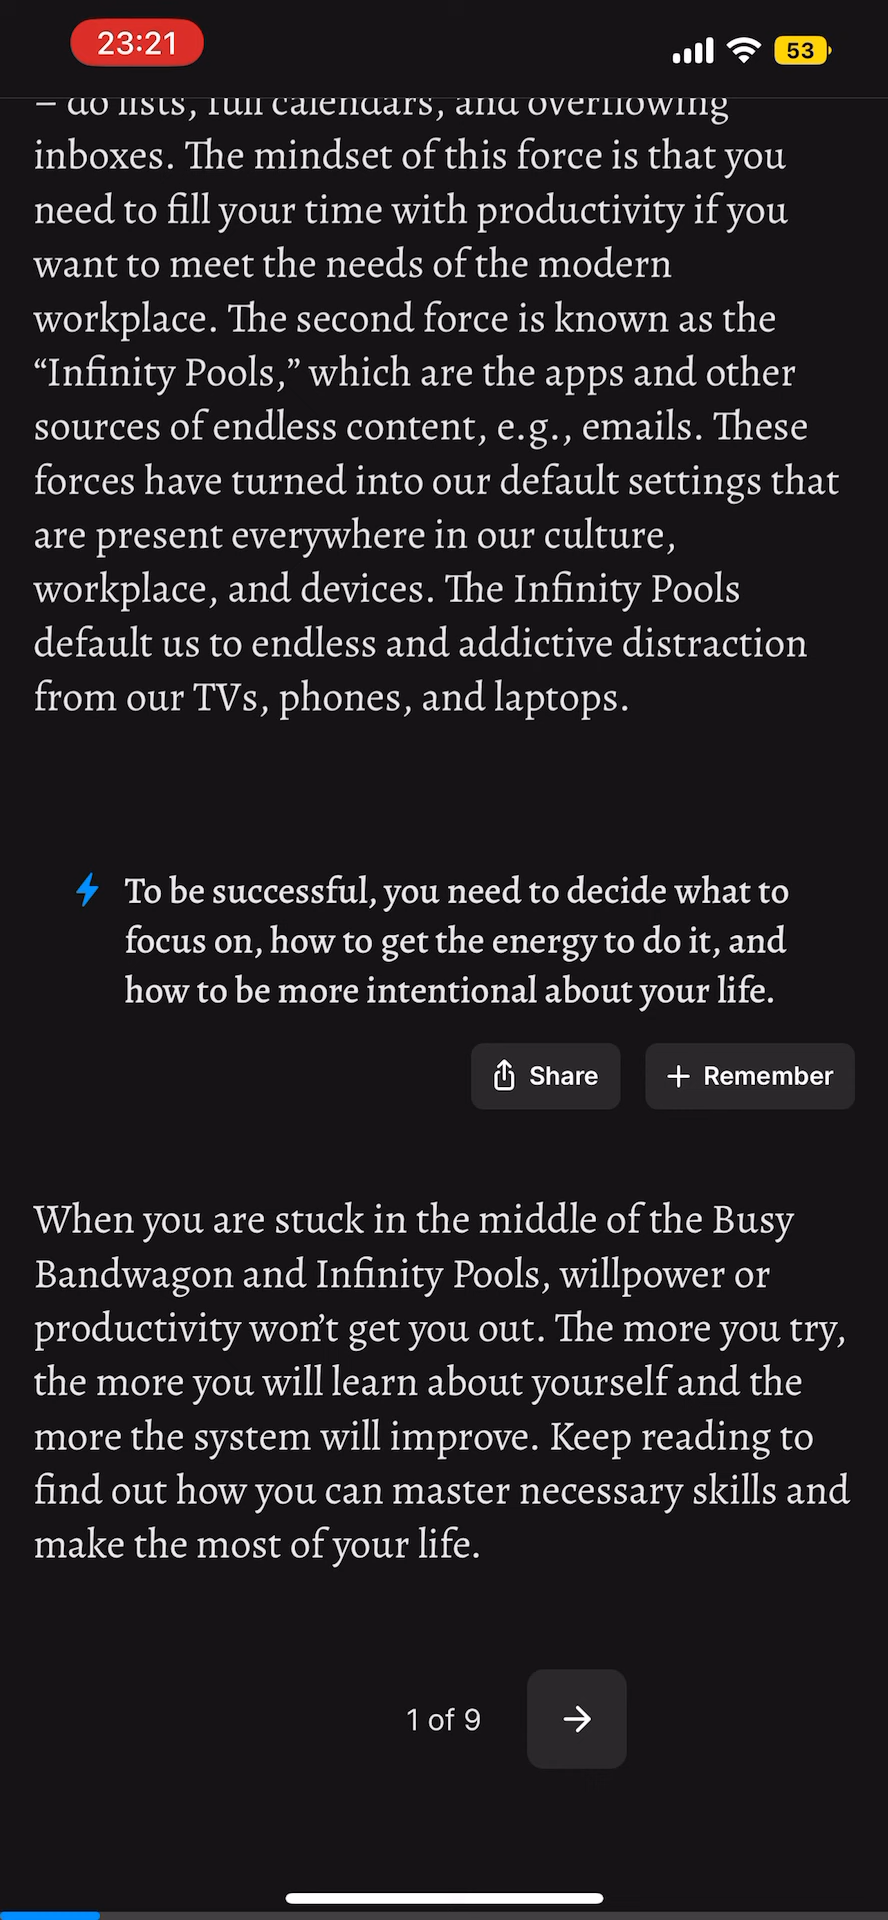 23:21
53
– do lists, full calendars, and overflowing
inboxes. The mindset of this force is that you
need to fill your time with productivity if you
want to meet the needs of the modern
workplace. The second force is known as the
“Infinity Pools,” which are the apps and other
sources of endless content, e.g., emails. These
forces have turned into our default settings that
are present everywhere in our culture,
workplace, and devices. The Infinity Pools
default us to endless and addictive distraction
from our TVs, phones, and laptops.
To be successful, you need to decide what to
focus on, how to get the energy to do it, and
how to be more intentional about your life.
Share
Remember
When you are stuck in the middle of the Busy
Bandwagon and Infinity Pools, willpower or
productivity won’t get you out. The more you try,
the more you will learn about yourself and the
more the system will improve. Keep reading to
find out how you can master necessary skills and
make the most of your life.
1 of 9